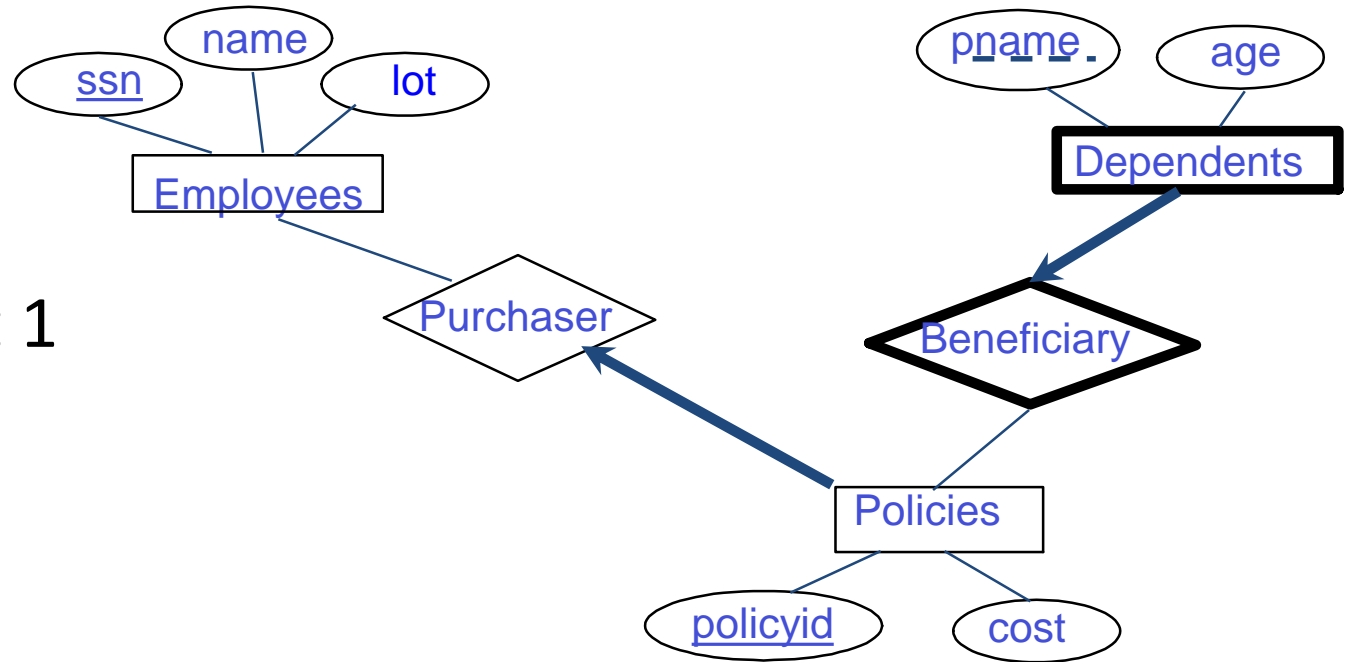 name
ssn
lot
Employees
pname
age
Dependents
1
Purchaser
Beneficiary
Policies
policyid
cost